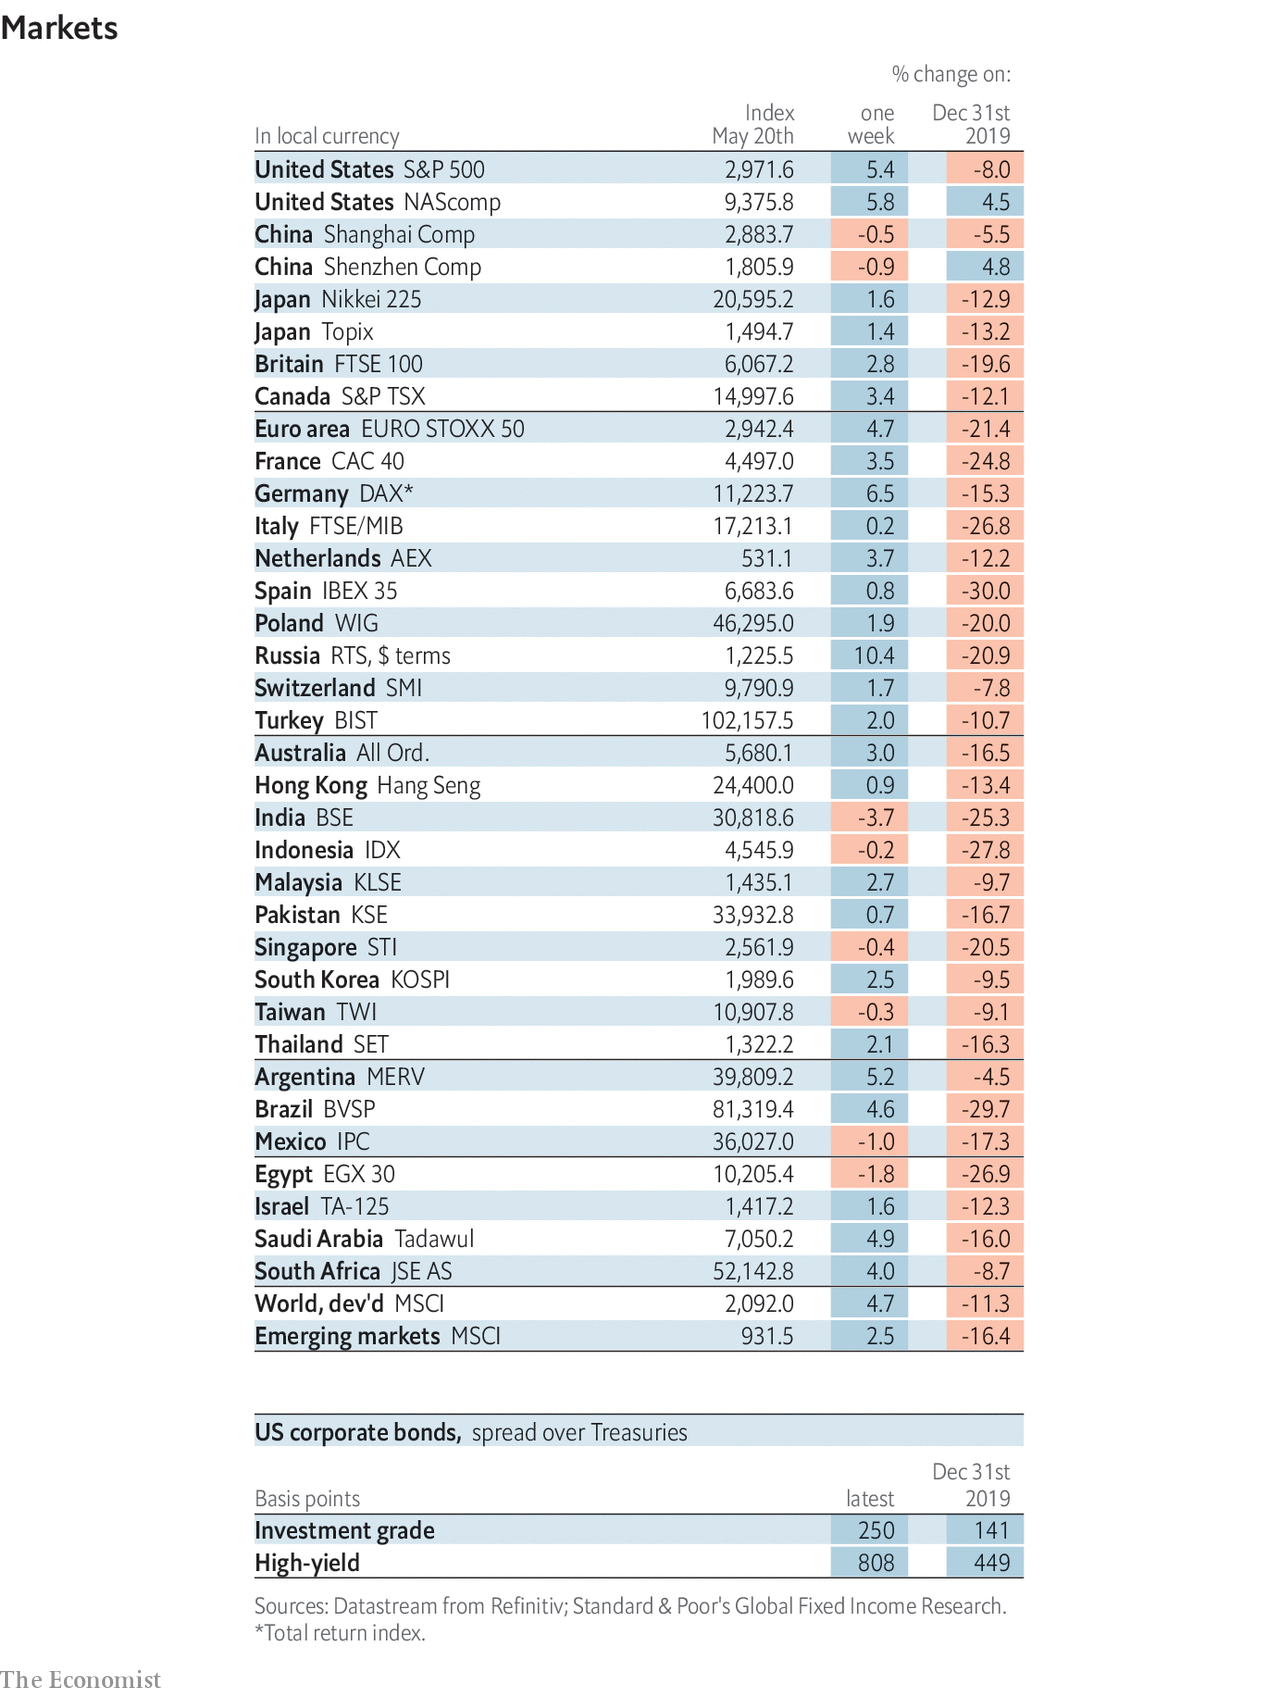 Markets
% change on:
Index one Dec 31st
In local currency May 20th week 2019
United States S&P 500 2,971.6 5.4 -8.0
United States NAScomp 9,375.8 5.8 4.5
China Shanghai Comp 2,883.7 -0.5 -5.5
China Shenzhen Comp 1,805.9 -0.9 4.8
Japan Nikkei 225 20,595.2 1.6 -12.9
Japan Topix 1,494.7 1.4 -13.2
Britain FTSE 100 6,067.2 2.8 -19.6
Canada S&P TSX 14,997.6 3.4 -12.1
Euro area EURO STOXX 50 2,942.4 4.7 -21.4
France CAC 40 4,497.0 3.5 -24.8
Germany DAX* 11,223.7 6.5 -15.3
Italy FTSE/MIB 17,213.1 0.2 -26.8
Netherlands AEX 531.1 3.7 -12.2
Spain IBEX 35 6,683.6 0.8 -30.0
Poland WIG 46,295.0 1.9 -20.0
Russia RTS, $ terms 1,225.5 10.4 -20.9
Switzerland SMI 9,790.9 1.7 -7.8
Turkey BIST 102,157.5 2.0 -10.7
Australia All Ord. 5,680.1 3.0 -16.5
Hong Kong Hang Seng 24,400.0 0.9 -13.4
India BSE 30,818.6 -3.7 -25.3
Indonesia IDX 4,545.9 -0.2 -27.8
Malaysia KLSE 1,435.1 2.7 -9.7
Pakistan KSE 33,932.8 0.7 -16.7
Singapore STI 2,561.9 -0.4 -20.5
South Korea KOSPI 1,989.6 2.5 -9.5
Taiwan TWI 10,907.8 -0.3 -9.1
Thailand SET 1,322.2 2.1 -16.3
Argentina MERV 39,809.2 5.2 -4.5
Brazil BVSP 81,319.4 4.6 -29.7
Mexico IPC 36,027.0 -1.0 -17.3
Egypt EGX 30 10,205.4 -1.8 -26.9
Israel TA-125 1,417.2 1.6 -12.3
Saudi Arabia Tadawul 7,050.2 4.9 -16.0
South Africa JSE AS 52,142.8 4.0 -8.7
World, dev'd MSCI 2,092.0 4.7 -11.3
Emerging markets MSCI 931.5 2.5 -16.4
US corporate bonds, spread over Treasuries
Dec 31st
Basis points latest 2019
Investment grade 250 141
High-yield 808 449
Sources: Datastream from Refinitiv; Standard & Poor's Global Fixed Income Research.
*Total return index.
The Economist